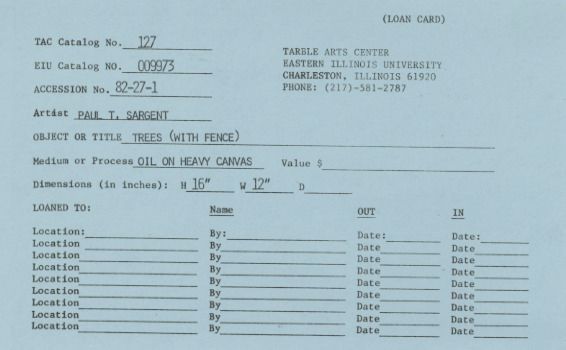 (LOAN CARD)
TAC Catalog No. 127
EIU Catalog NO. 009973
ACCESSION No. 82-27-1
TARBLE ARTS CENTER
EASTERN ILLINOIS UNIVERSITY
CHARLESTON, ILLINOIS 61920
PHONE: (217)-581-2787
Artist PAUL T. SARGENT
OBJECT OR TITLE TREES (WITH FENCE)
Medium or Process OIL ON HEAVY CANVAS Value $
Dimensions (in inches): H 16" W 12" D
LOANED TO: Name OUT IN
Location: By: Date: Date:
Location By Date Date
Location By Date Date
Location By Date Date
Location By Date Date
Location By Date Date
Location By Date Date
Location By Date Date
Location By Date Date